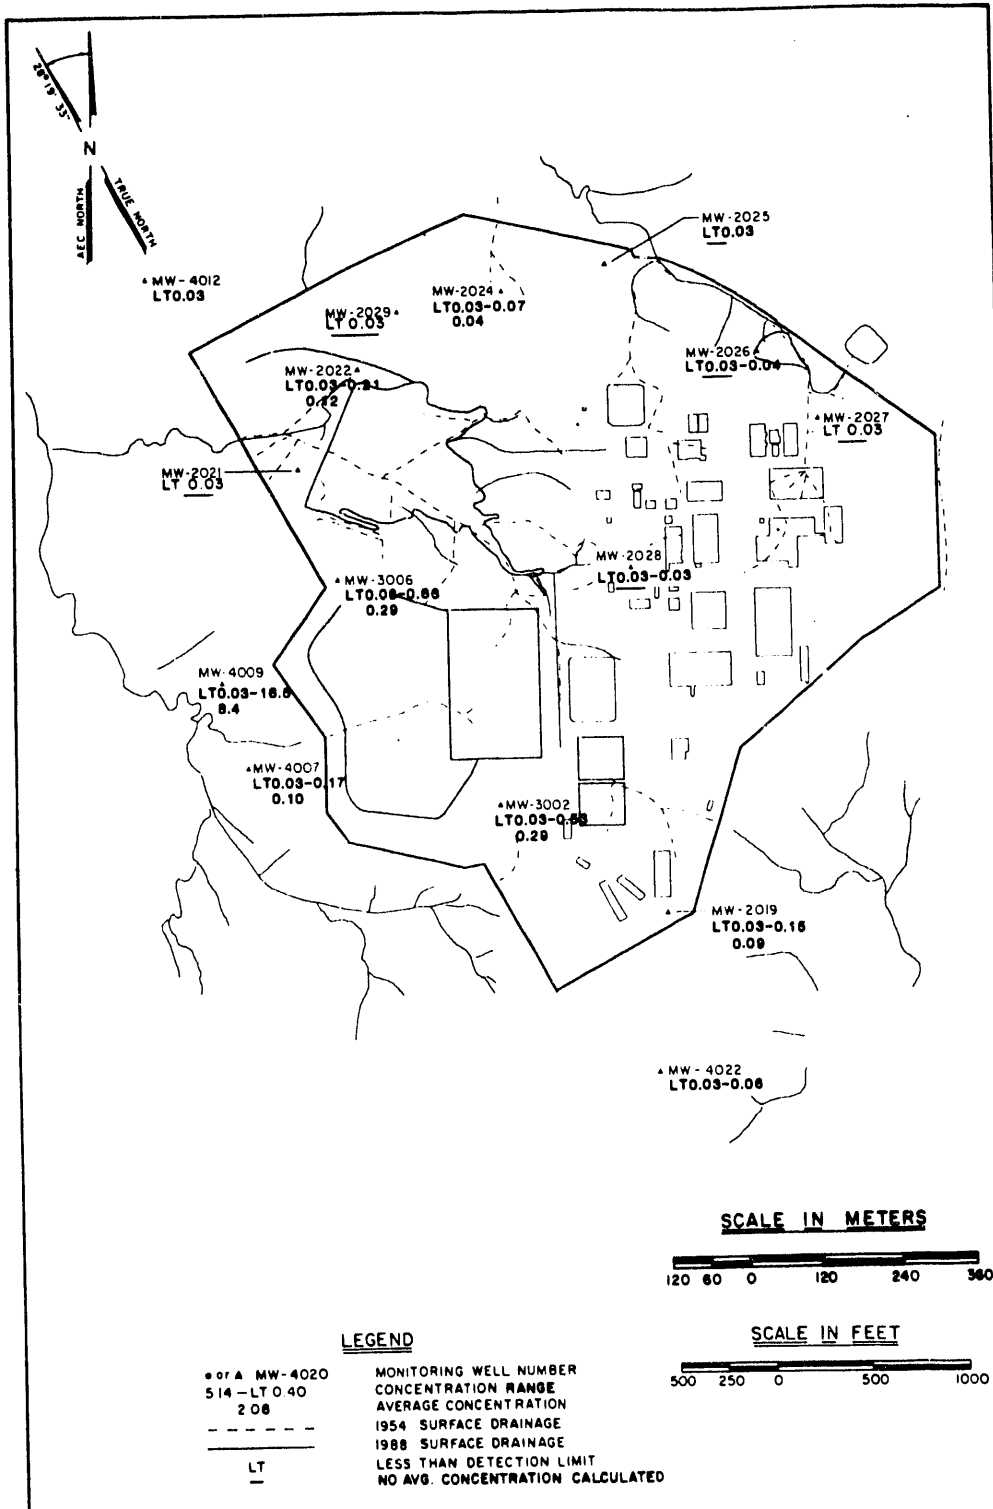 28° 19' 33"
N
AEC NORTH
TRUE NORTH
MW-2025
LT0.03
MW-4012
LT0.03
MW-2024
LT0.03-0.07
0.04
MW-2029
LT 0.03
MW-2026
LT0.03-0.04
MW-2022
LT0.03-0.21
0.12
MW-2027
LT 0.03
MW-2021
LT 0.03
MW-2028
LT0.03-0.03
MW-3006
0.29
MW-4009
8.4
MW-4007
LT0.03-0.17
0.10
MW-3002
LT0.03-0.53
0.29
MW-2019
LT0.03-0.15
0.09
MW-4022
LT0.03-0.06
SCALE IN METERS
120 60 0 120 240 360
SCALE IN FEET
500 250 0 500 1000
LEGEND
or MW-4020 MONITORING WELL NUMBER
514-LT 0.40 CONCENTRATION RANGE
2 06 AVERAGE CONCENTRATION
1954 SURFACE DRAINAGE
1988 SURFACE DRAINAGE
LT LESS THAN DETECTION LIMIT
NO AVG. CONCENTRATION CALCULATED